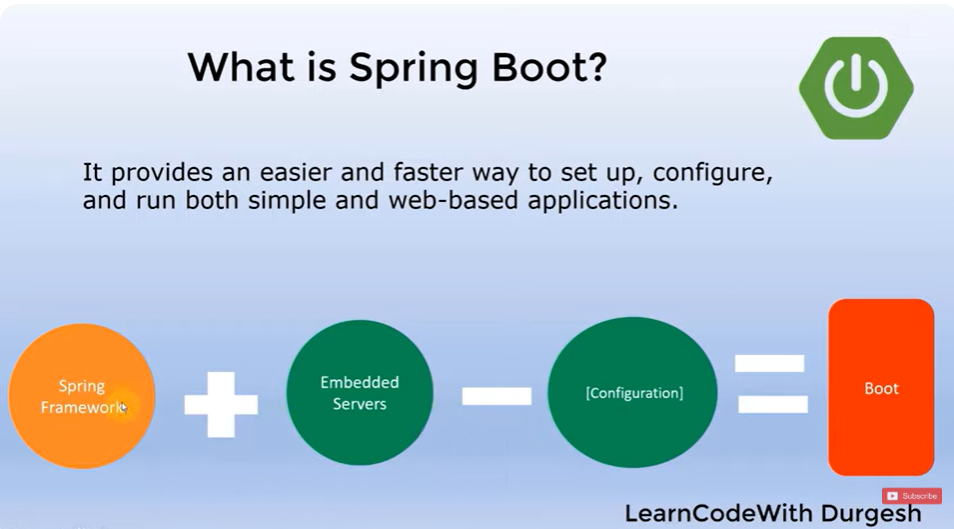 What is Spring Boot?
It provides an easier and faster way to set up, configure,
and run both simple and web-based applications.
Spring
Framework
Embedded
Servers
[Configuration]
Boot
Subscribe
LearnCodeWith Durgesh